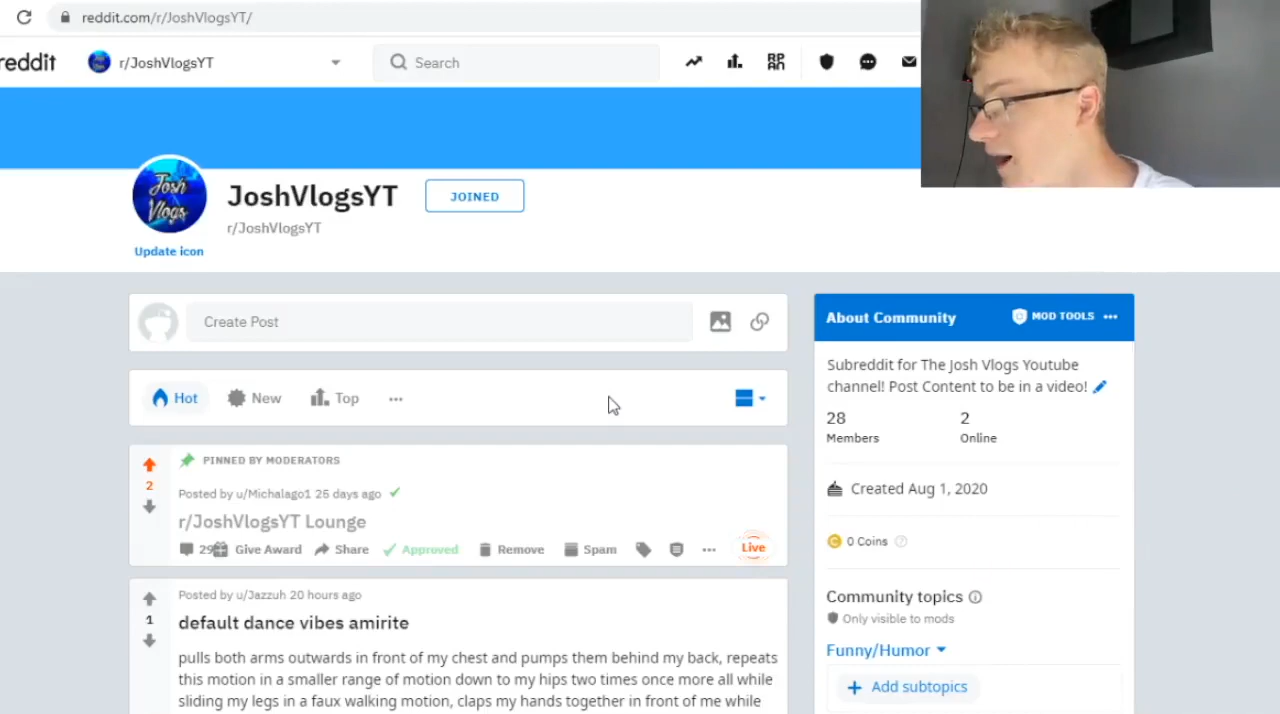 reddit.com/r/JoshVlogsYT/
reddit r/JoshVlogsYT Search RPAN
Josh Vlogs
JoshVlogsYT JOINED
r/JoshVlogsYT
Update icon
Create Post
About Community MOD TOOLS
Subreddit for The Josh Vlogs Youtube
channel! Post Content to be in a video!
28 2
Members Online
Created Aug 1, 2020
0 Coins
Community topics
Only visible to mods
Funny/Humor
Add subtopics
Hot New Top
PINNED BY MODERATORS
2
Posted by u/Michalago1 25 days ago
r/JoshVlogsYT Lounge
29 Give Award Share Approved Remove Spam Live
Posted by u/Jazzuh 20 hours ago
1
default dance vibes amirite
pulls both arms outwards in front of my chest and pumps them behind my back, repeats
this motion in a smaller range of motion down to my hips two times once more all while
sliding my legs in a faux walking motion, claps my hands together in front of me while